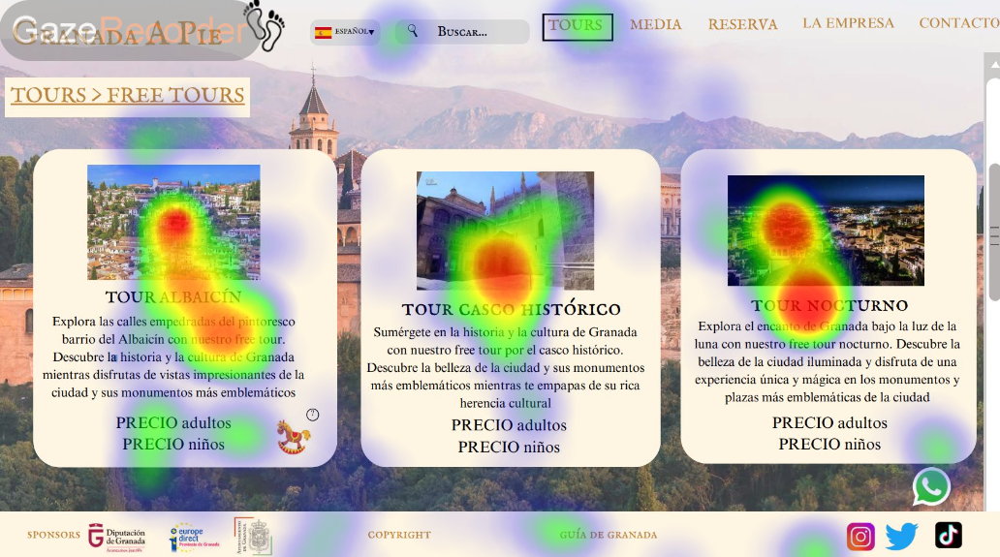 GazeRecorder
GRANADA A PIE
ESPAÑOL▼
BUSCAR...
TOURS
MEDIA
RESERVA
LA EMPRESA
CONTACTO
TOURS > FREE TOURS
TOUR ALBAICÍN
Explora las calles empedradas del pintoresco
barrio del Albaicín con nuestro free tour.
Descubre la historia y la cultura de Granada
mientras disfrutas de vistas impresionantes de la
ciudad y sus monumentos más emblemáticos
PRECIO adultos
PRECIO niños
?
TOUR CASCO HISTÓRICO
Sumérgete en la historia y la cultura de Granada
con nuestro free tour por el casco histórico.
Descubre la belleza de la ciudad y sus monumentos
más emblemáticos mientras te empapas de su rica
herencia cultural
PRECIO adultos
PRECIO niños
TOUR NOCTURNO
Explora el encanto de Granada bajo la luz de la
luna con nuestro free tour nocturno. Descubre la
belleza de la ciudad iluminada y disfruta de una
experiencia única y mágica en los monumentos y
plazas más emblemáticas de la ciudad
PRECIO adultos
PRECIO niños
SPONSORS
Diputación
de Granada
europe
direct
Provincia de Granada
COPYRIGHT
GUÍA DE GRANADA